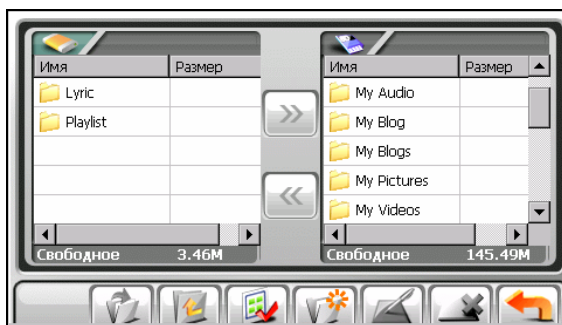 Имя Размер
Lyric
Playlist
Свободное 3.46M
Имя Размер
My Audio
My Blog
My Blogs
My Pictures
My Videos
Свободное 145.49M